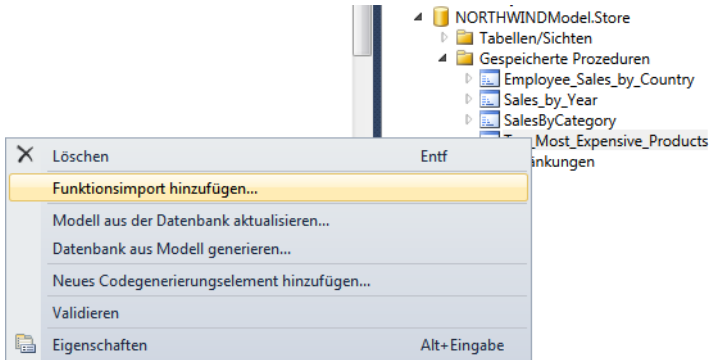 NORTHWINDModel.Store
Tabellen/Sichten
Gespeicherte Prozeduren
Employee_Sales_by_Country
Sales_by_Year
SalesByCategory
_Most_Expensive_Products
Löschen Entf
Funktionsimport hinzufügen...
Modell aus der Datenbank aktualisieren...
Datenbank aus Modell generieren...
Neues Codegenerierungselement hinzufügen...
Validieren
Eigenschaften Alt+Eingabe